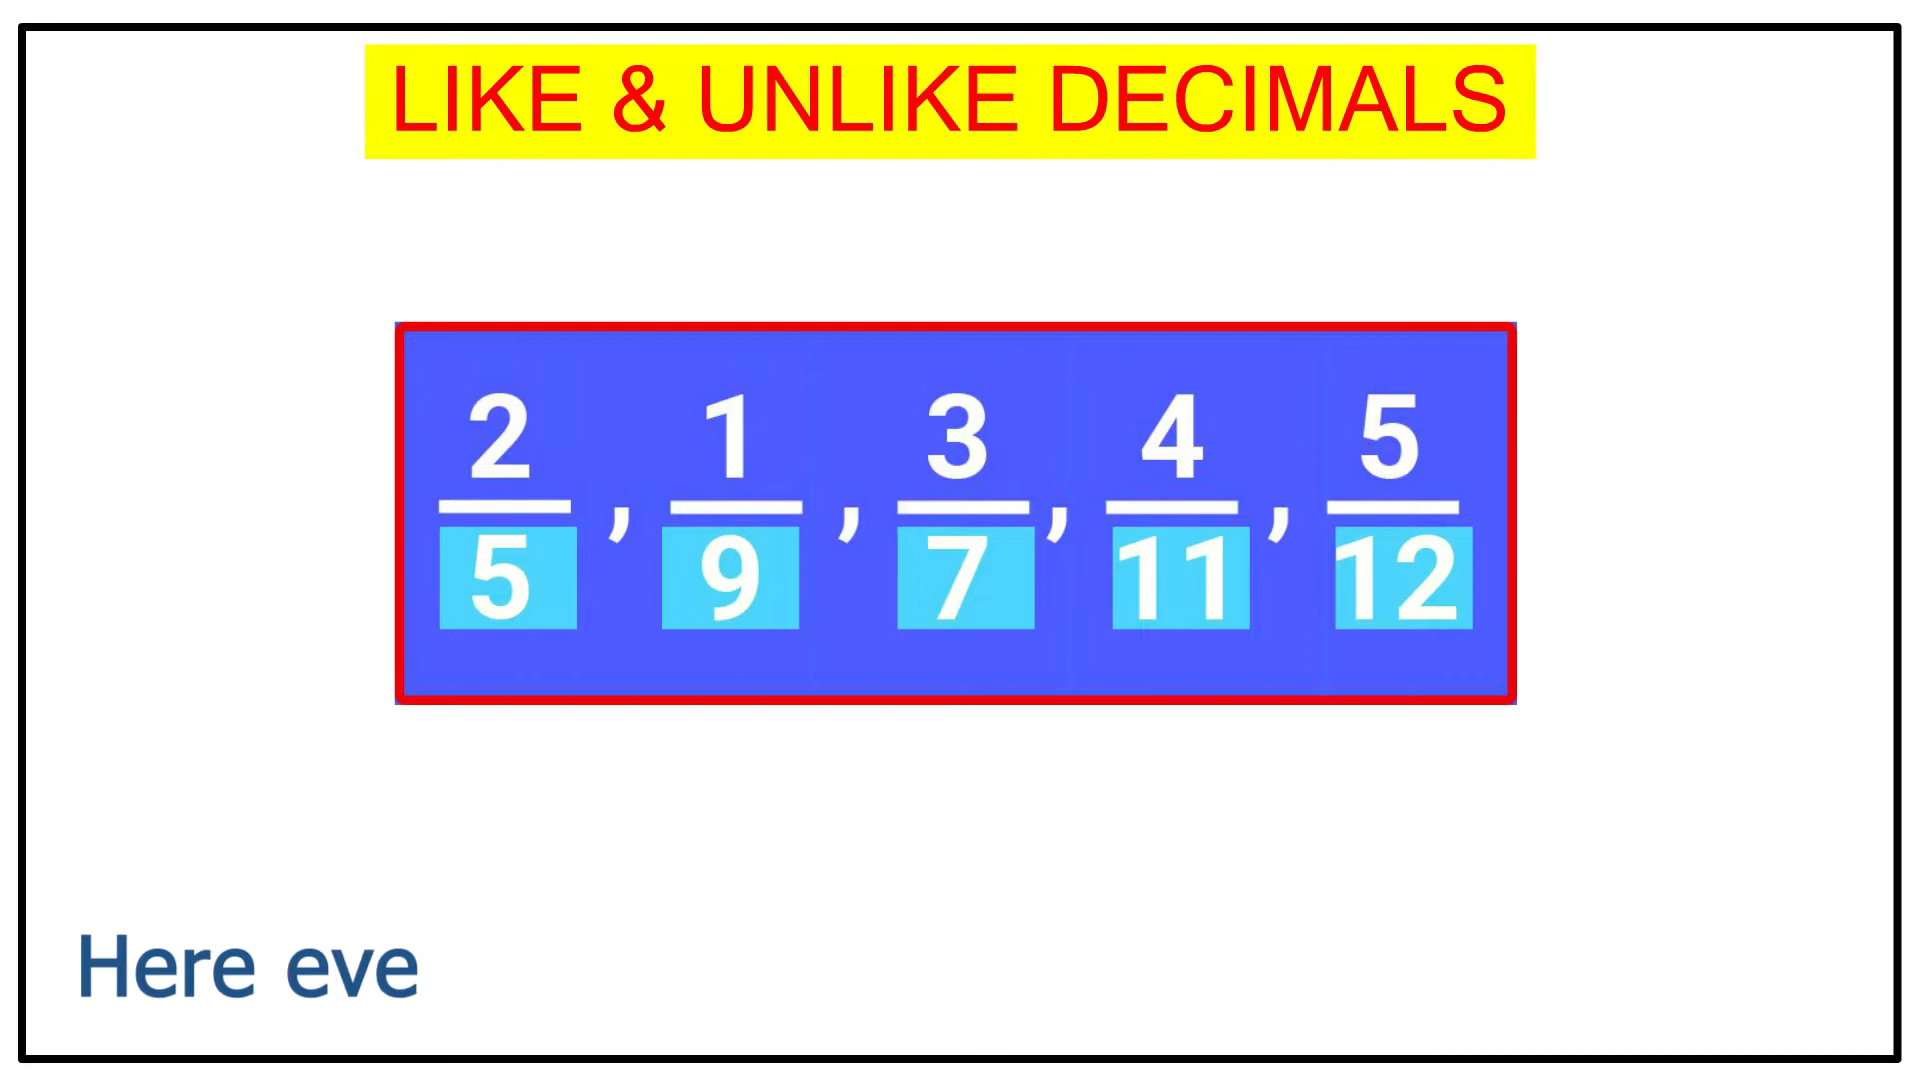 LIKE & UNLIKE DECIMALS
2/5 , 1/9 , 3/7 , 4/11 , 5/12
Here eve